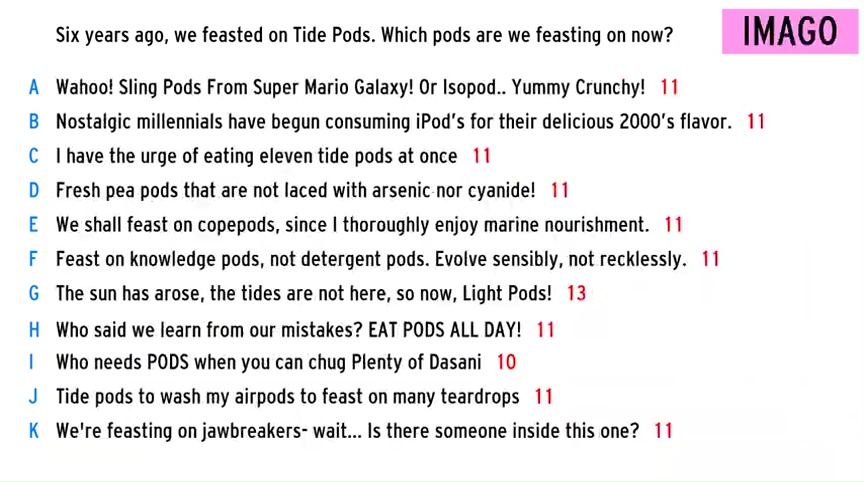 Six years ago, we feasted on Tide Pods. Which pods are we feasting on now?
IMAGO
A Wahoo! Sling Pods From Super Mario Galaxy! Or Isopod.. Yummy Crunchy! 11
B Nostalgic millennials have begun consuming iPod's for their delicious 2000's flavor. 11
C I have the urge of eating eleven tide pods at once 11
D Fresh pea pods that are not laced with arsenic nor cyanide! 11
E We shall feast on copepods, since I thoroughly enjoy marine nourishment. 11
F Feast on knowledge pods, not detergent pods. Evolve sensibly, not recklessly. 11
G The sun has arose, the tides are not here, so now, Light Pods! 13
H Who said we learn from our mistakes? EAT PODS ALL DAY! 11
I Who needs PODS when you can chug Plenty of Dasani 10
J Tide pods to wash my airpods to feast on many teardrops 11
K We're feasting on jawbreakers- wait... Is there someone inside this one? 11